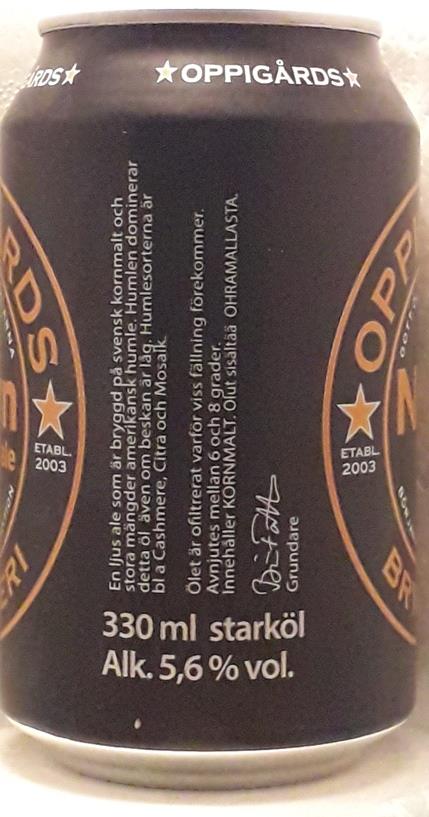 GÅRDS★
★OPPIGÅRDS★
En ljus ale som är bryggd på svensk kornmalt och
stora mängder amerikansk humle. Humlen dominerar
detta öl även om beskan är låg. Humlesorterna är
bl a Cashmere, Citra och Mosaik.
Ölet är ofiltrerat varför viss fällning förekommer.
Avnjutes mellan 6 och 8 grader.
Innehåller KORNMALT. Olut sisältää OHRAMALLASTA.
Grundare
330 ml starköl
Alk. 5,6 % vol.
RDS
ETABL.
2003
ERI
OPPI
ETABL.
2003
BR